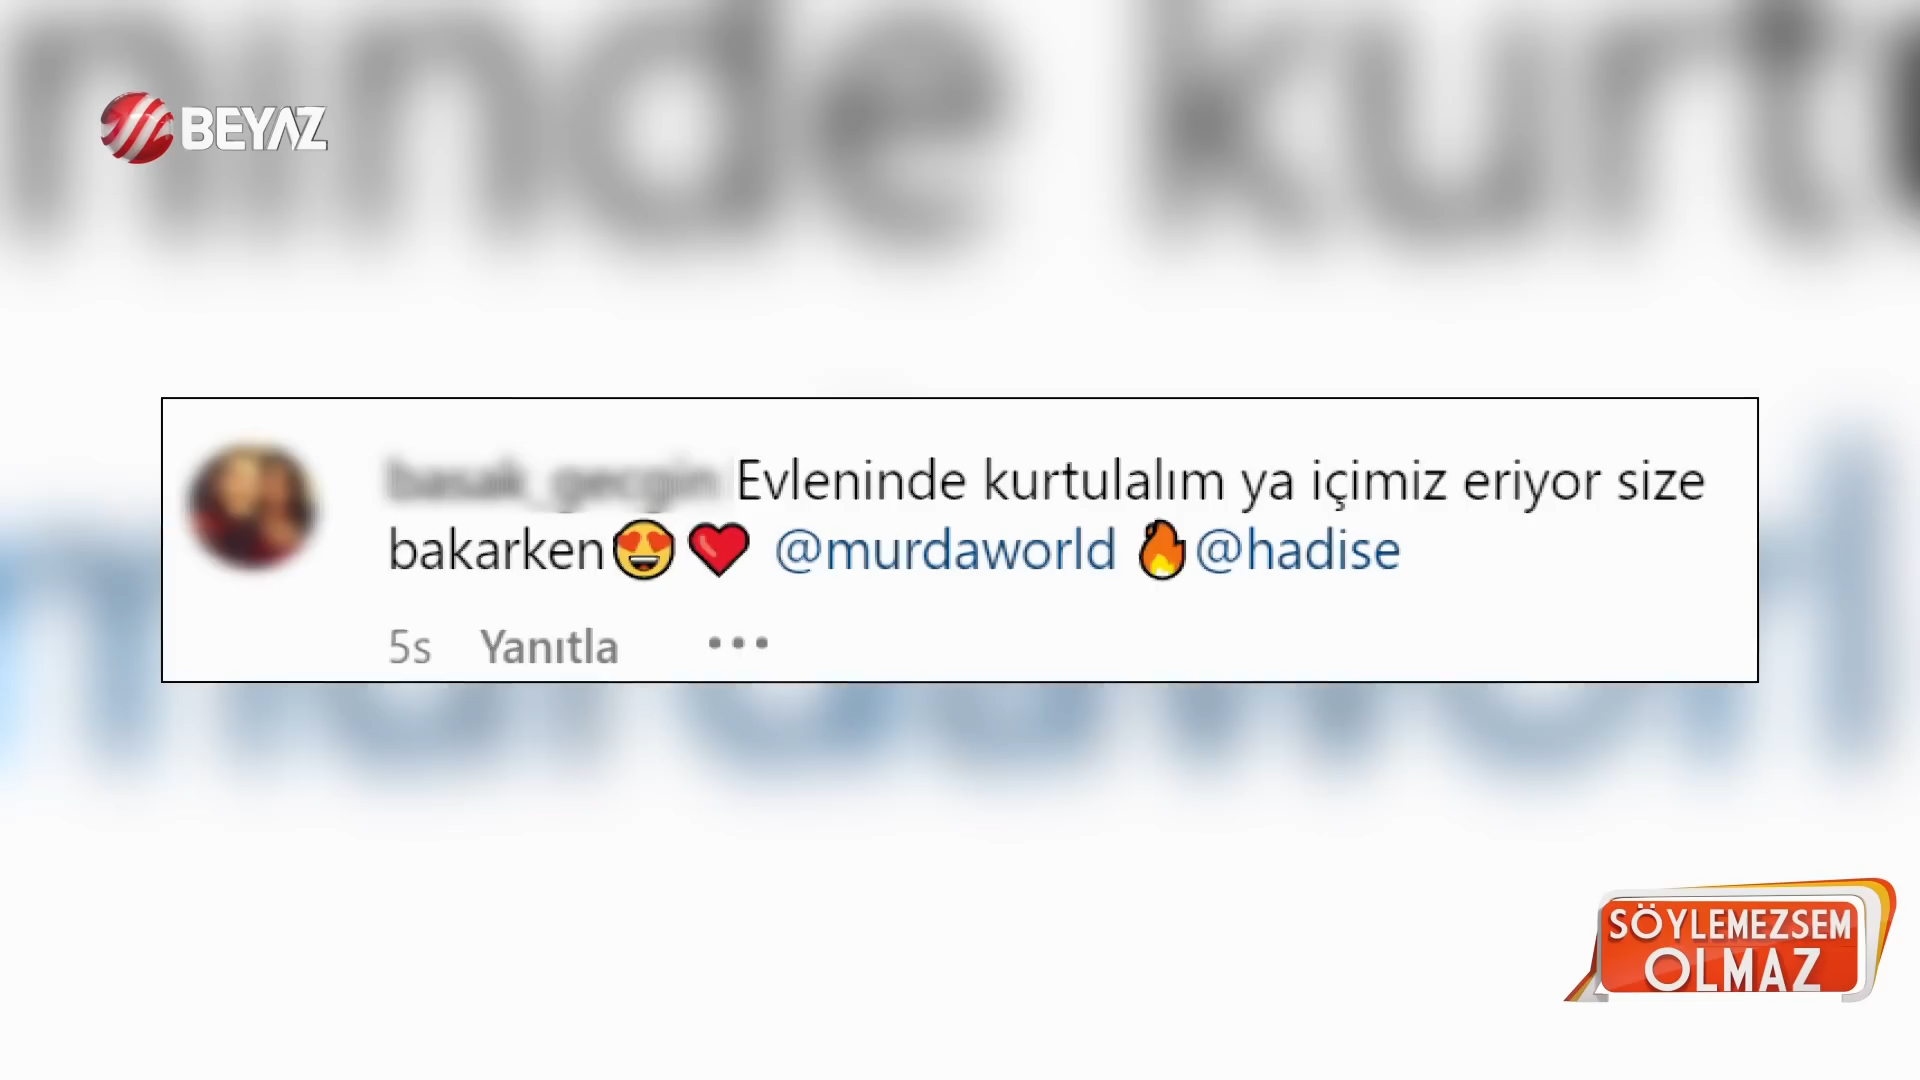 BEYAZ
Evleninde kurtulalım ya içimiz eriyor size
bakarken😍❤️ @murdaworld 🔥@hadise
5s Yanıtla •••
SÖYLEMEZSEM
OLMAZ